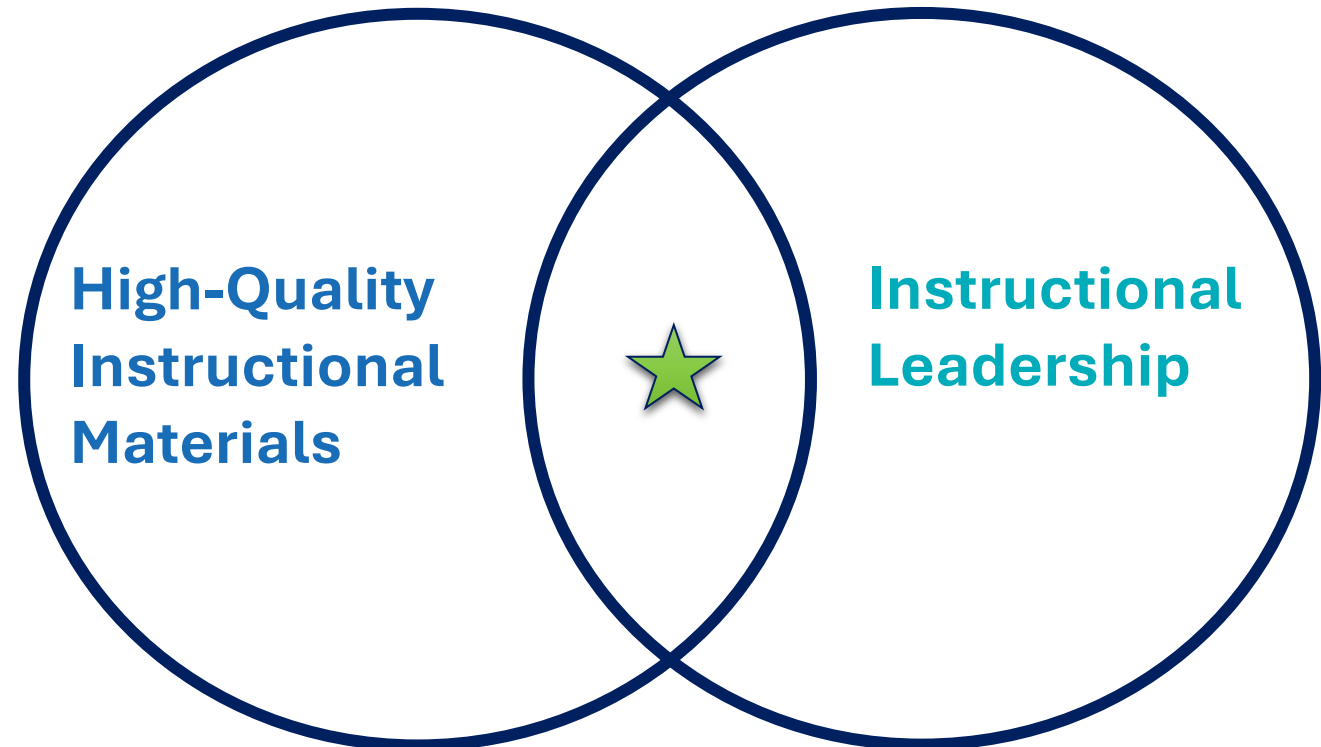 High-Quality
Instructional
Materials
Instructional
Leadership